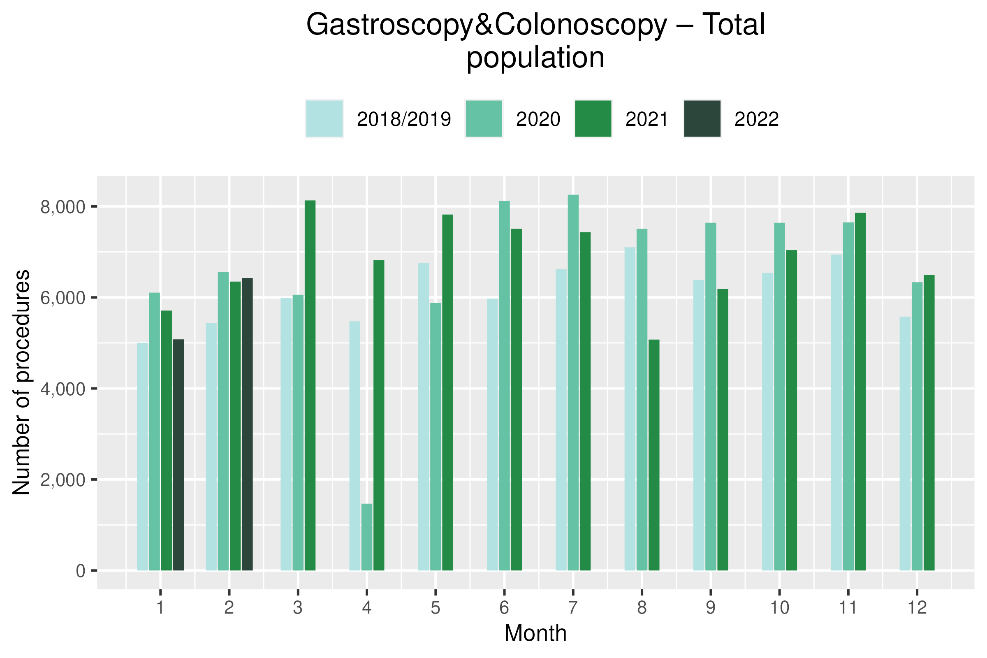 Gastroscopy&Colonoscopy – Total
population
2018/2019 2020 2021 2022
Number of procedures
8,000
6,000
4,000
2,000
0
1 2 3 4 5 6 7 8 9 10 11 12
Month